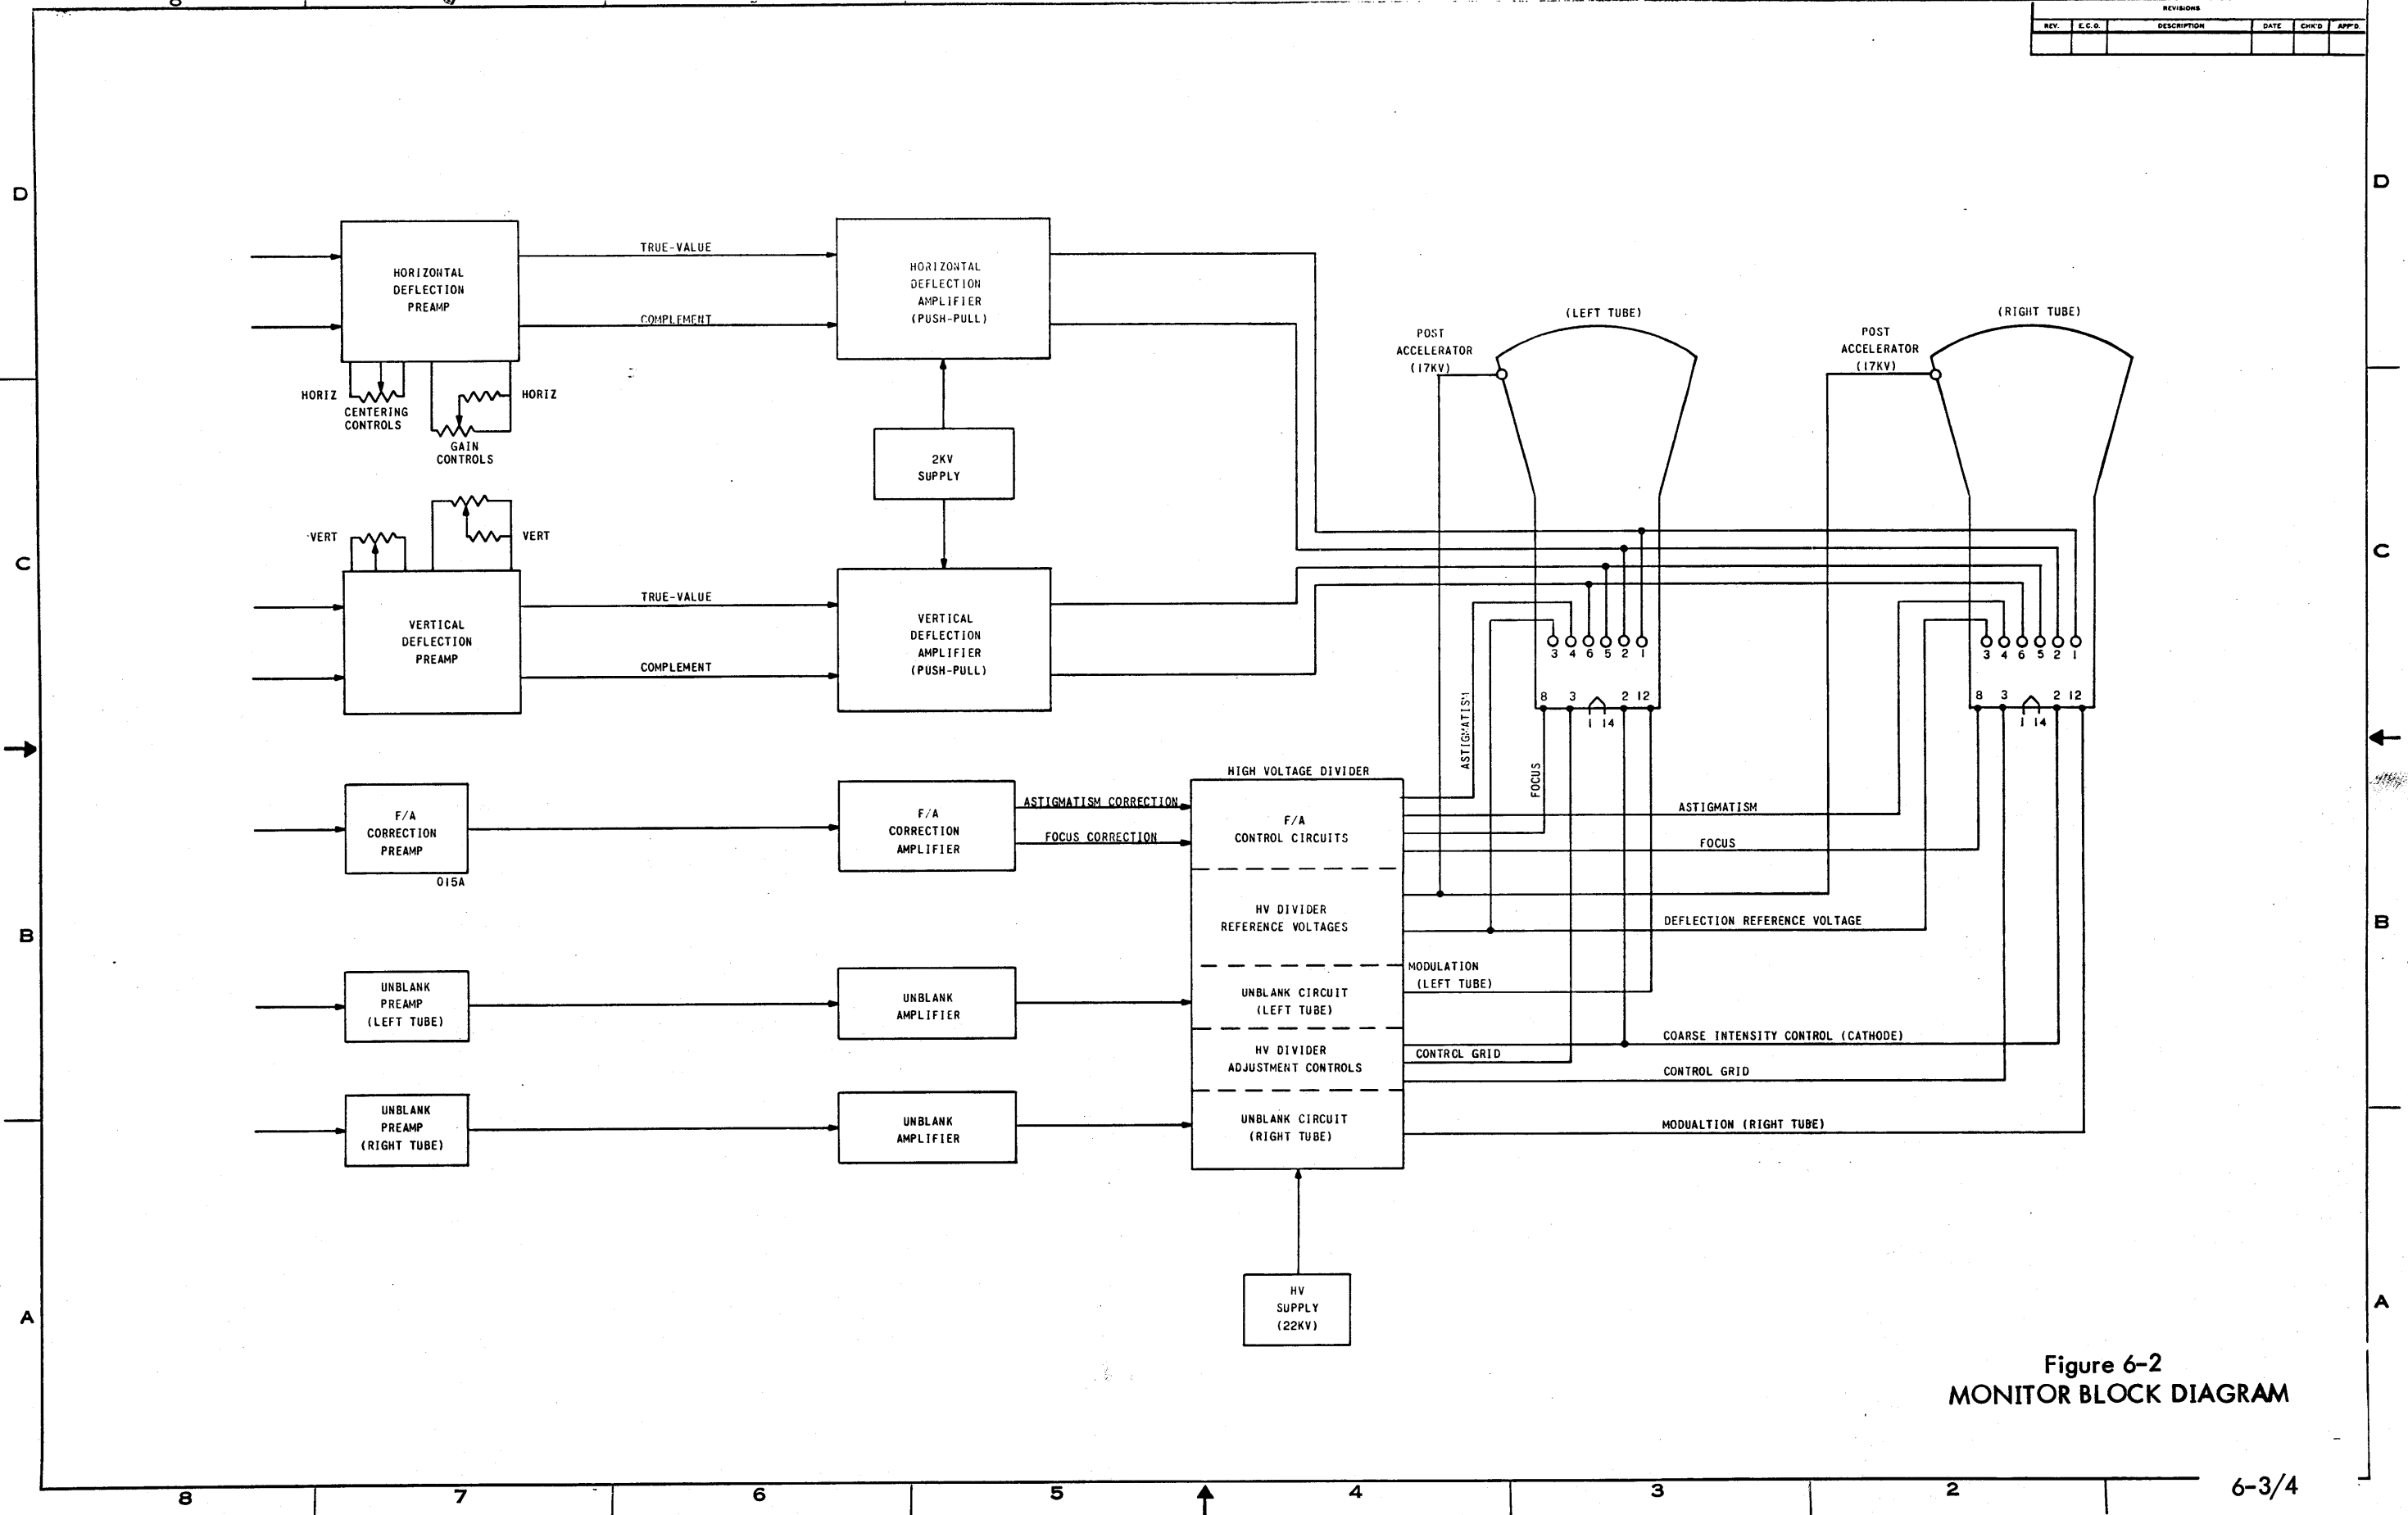 REVISIONS
REV. E.C.O. DESCRIPTION DATE CHK'D APP'D.
D
D
HORIZONTAL
DEFLECTION
PREAMP
TRUE-VALUE
COMPLEMENT
HORIZONTAL
DEFLECTION
AMPLIFIER
(PUSH-PULL)
HORIZ
CENTERING
CONTROLS
HORIZ
GAIN
CONTROLS
2KV
SUPPLY
(LEFT TUBE)
POST
ACCELERATOR
(17KV)
(RIGHT TUBE)
POST
ACCELERATOR
(17KV)
C
C
VERT
VERT
VERTICAL
DEFLECTION
PREAMP
TRUE-VALUE
COMPLEMENT
VERTICAL
DEFLECTION
AMPLIFIER
(PUSH-PULL)
3 4 6 5 2 1
8 3 2 12
1 14
3 4 6 5 2 1
8 3 2 12
1 14
ASTIGMATISM
FOCUS
HIGH VOLTAGE DIVIDER
F/A
CORRECTION
PREAMP
015A
F/A
CORRECTION
AMPLIFIER
ASTIGMATISM CORRECTION
FOCUS CORRECTION
F/A
CONTROL CIRCUITS
ASTIGMATISM
FOCUS
B
B
HV DIVIDER
REFERENCE VOLTAGES
DEFLECTION REFERENCE VOLTAGE
UNBLANK
PREAMP
(LEFT TUBE)
UNBLANK
AMPLIFIER
UNBLANK CIRCUIT
(LEFT TUBE)
MODULATION
(LEFT TUBE)
HV DIVIDER
ADJUSTMENT CONTROLS
COARSE INTENSITY CONTROL (CATHODE)
CONTROL GRID
CONTROL GRID
UNBLANK
PREAMP
(RIGHT TUBE)
UNBLANK
AMPLIFIER
UNBLANK CIRCUIT
(RIGHT TUBE)
MODUALTION (RIGHT TUBE)
HV
SUPPLY
(22KV)
A
A
Figure 6-2
MONITOR BLOCK DIAGRAM
8 7 6 5 4 3 2
6-3/4